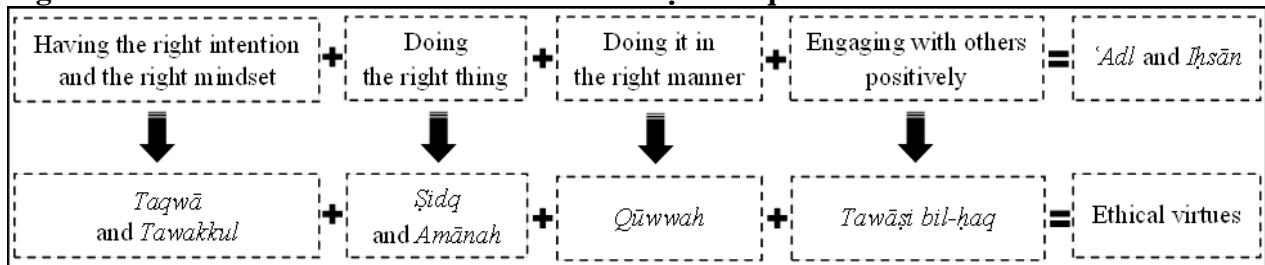 Having the right intention
and the right mindset
+
Doing
the right thing
+
Doing it in
the right manner
+
Engaging with others
positively
=
ʻAdl and Iḥsān
Taqwā
and Tawakkul
+
Ṣidq
and Amānah
+
Qūwwah
+
Tawāṣi bil-ḥaq
=
Ethical virtues